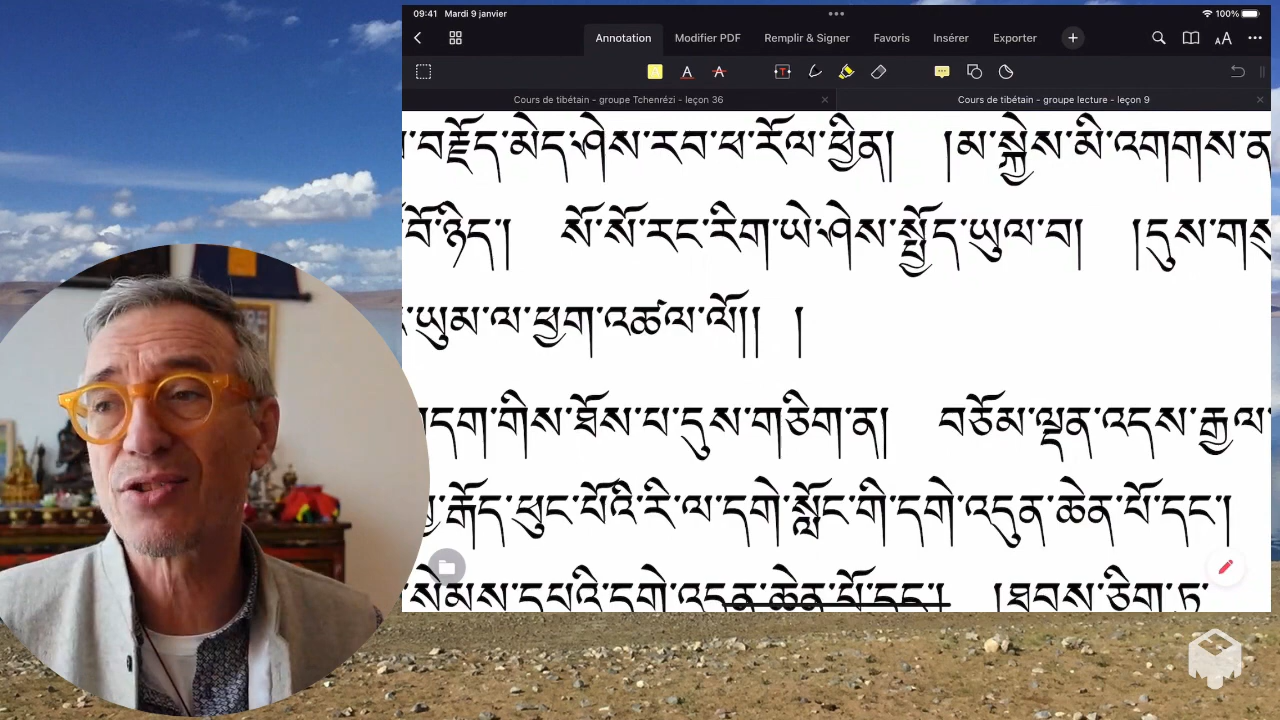 09:41 Mardi 9 janvier 100%
Annotation Modifier PDF Remplir & Signer Favoris Insérer Exporter
Cours de tibétain - groupe Tchenrézi - leçon 36 Cours de tibétain - groupe lecture - leçon 9
བརྗོད་མེད་ཤེས་རབ་ཕ་རོལ་ཕྱིན། །མ་སྐྱེས་མི་འགགས་ན
བོ་ཉིད། སོ་སོ་རང་རིག་ཡེ་ཤེས་སྤྱོད་ཡུལ་བ། །དུས་གསུ
ཡུམ་ལ་ཕྱག་འཚལ་ལོ།། །
དག་གིས་ཐོས་པ་དུས་གཅིག་ན། བཅོམ་ལྡན་འདས་རྒྱལ་
རྒོད་ཕུང་པོའི་རི་ལ་དགེ་སློང་གི་དགེ་འདུན་ཆེན་པོ་དང་།
སེམས་དཔའི་དགེ་འདུན་ཆེན་པོ་དང་། །ཐབས་ཅིག་ཏུ་